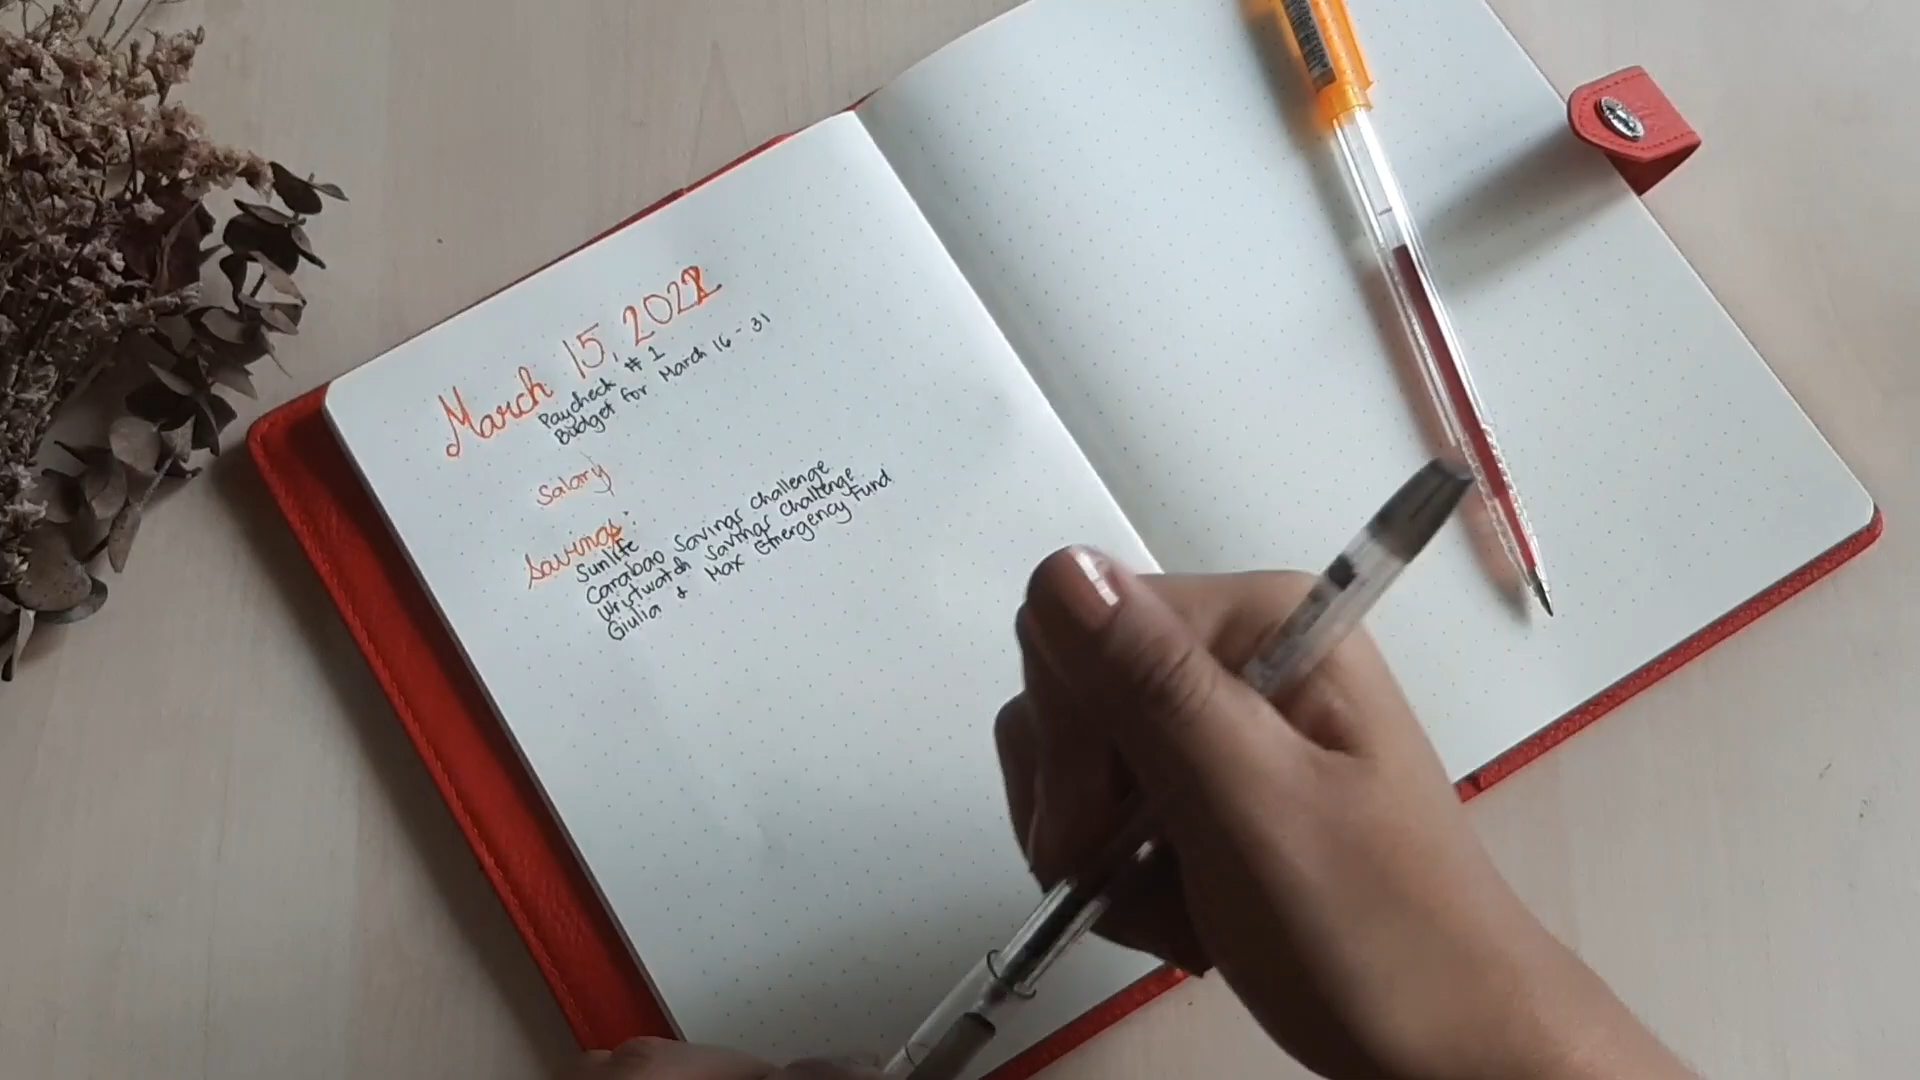 March 15, 2022
Paycheck # 1
Budget for March 16 - 31
Salary
Savings:
Sunlife
Carabao Savings Challenge
Wristwatch Savings Challenge
Giulia & Max Emergency Fund